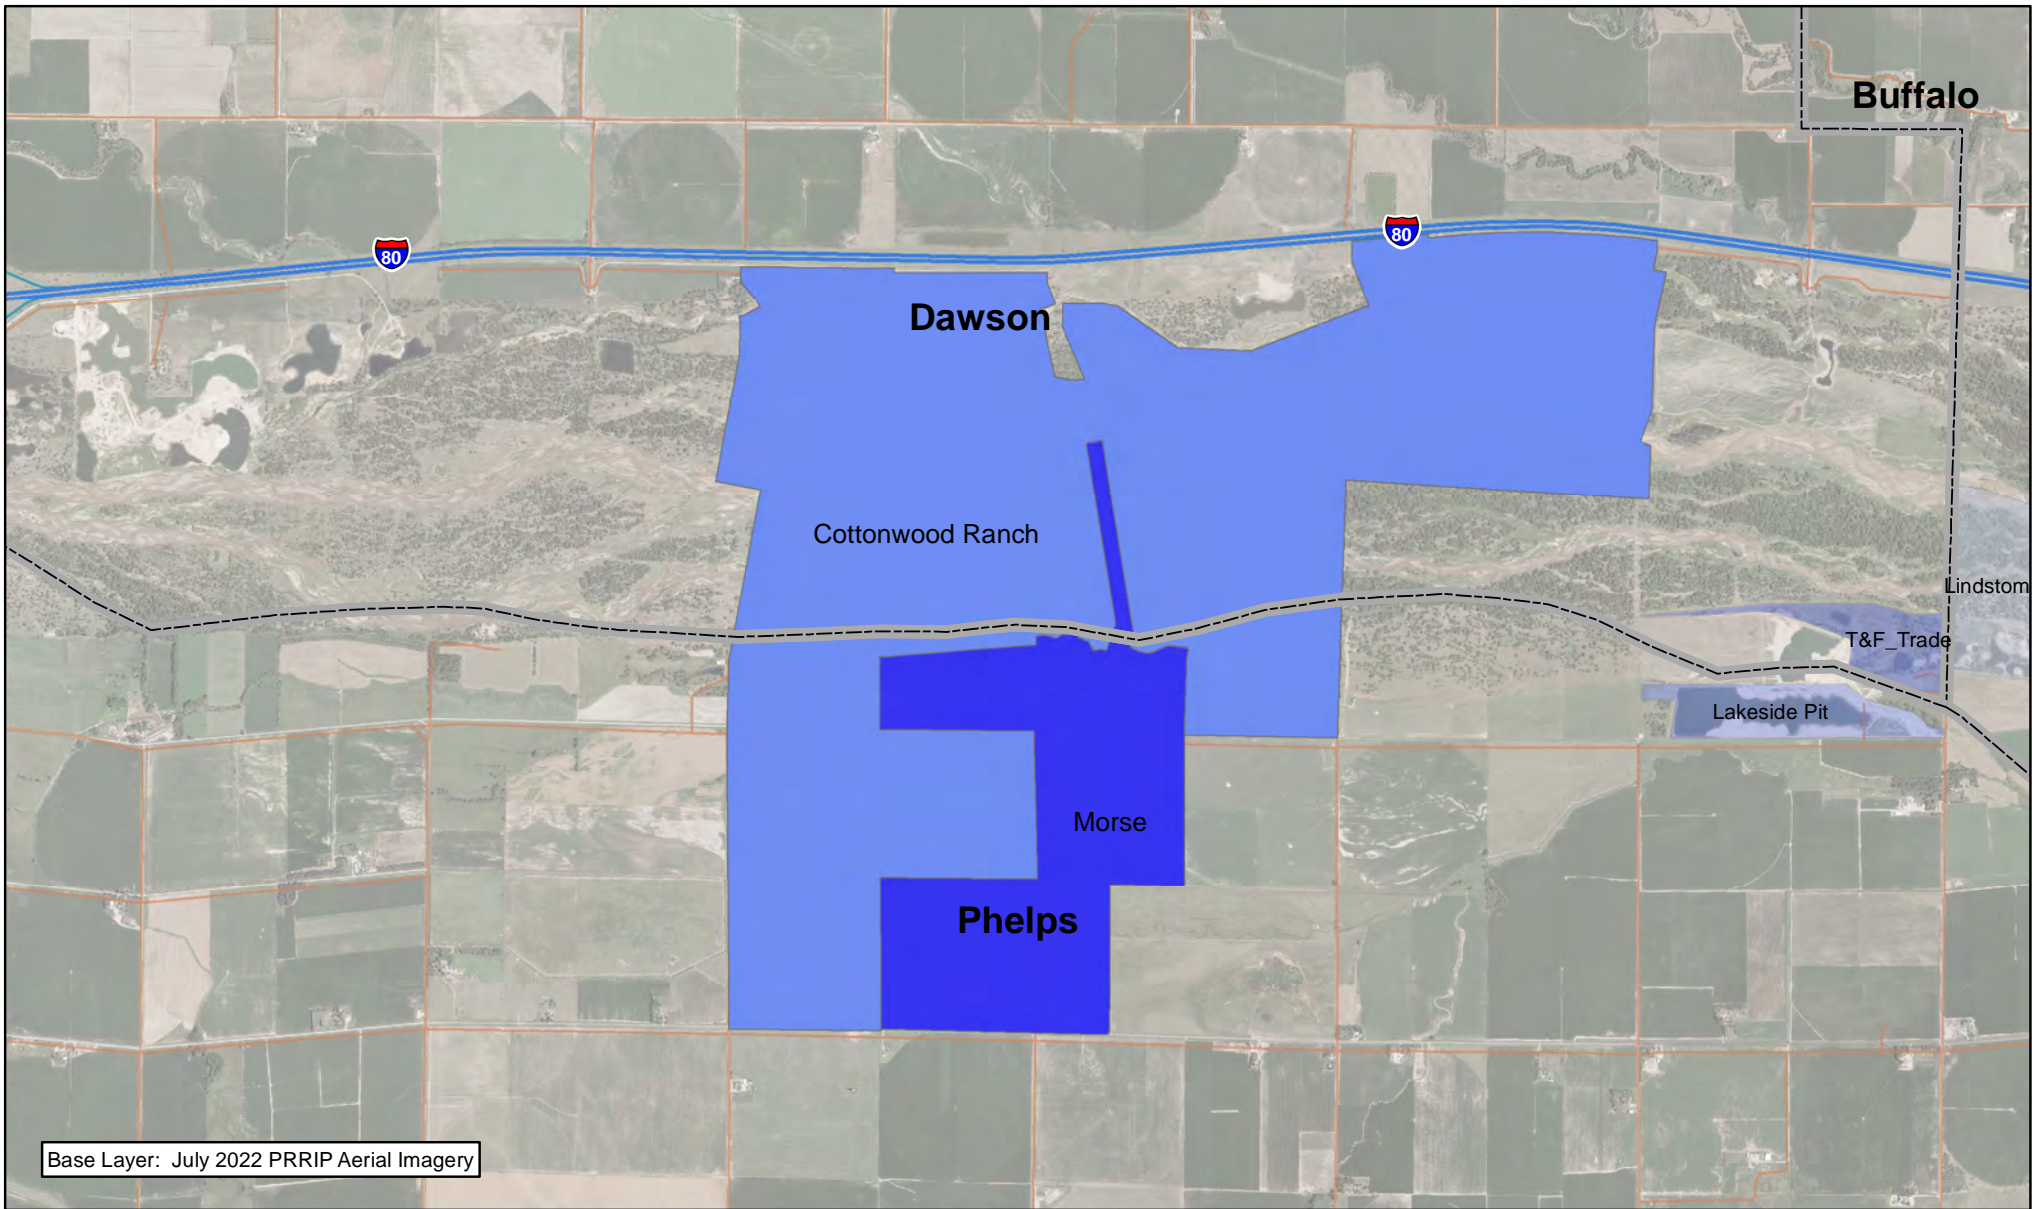 Buffalo
80
80
Dawson
Cottonwood Ranch
Lindstom
T&F_Trade
Lakeside Pit
Morse
Phelps
Base Layer: July 2022 PRRIP Aerial Imagery